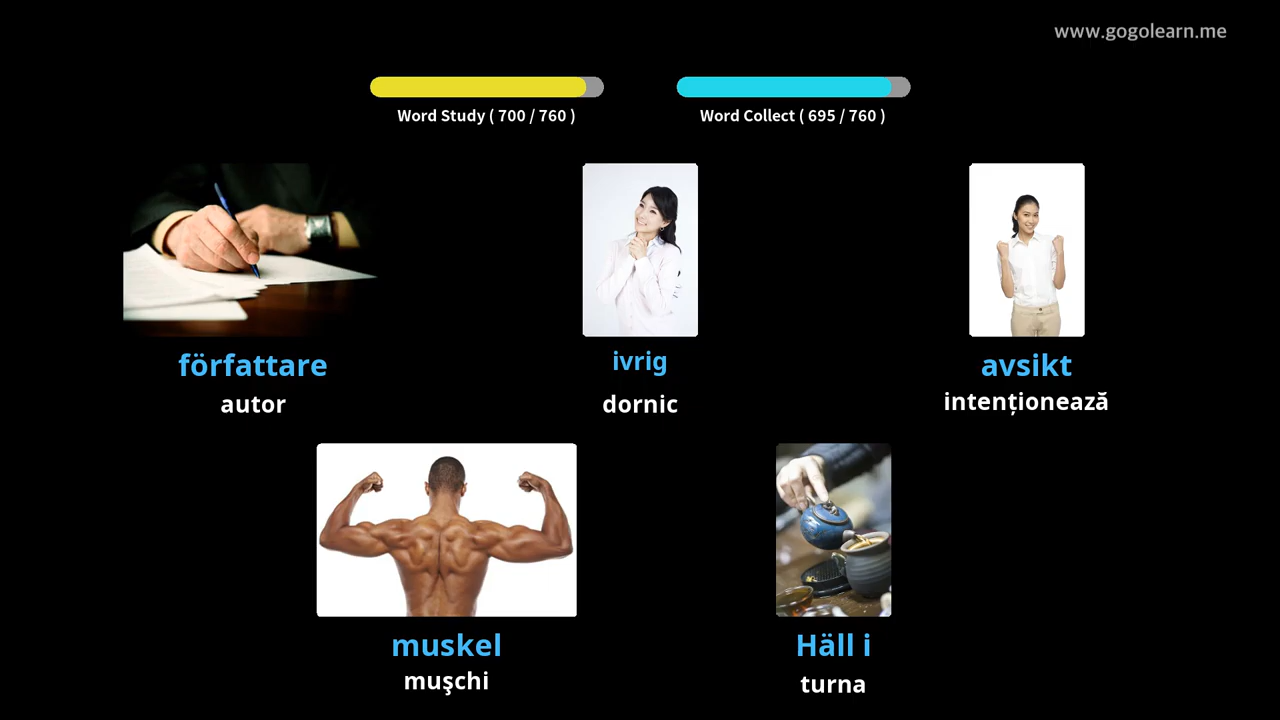 www.gogolearn.me
Word Study ( 700 / 760 )
Word Collect ( 695 / 760 )
författare
ivrig
avsikt
autor
dornic
intenționează
muskel
Häll i
muşchi
turna